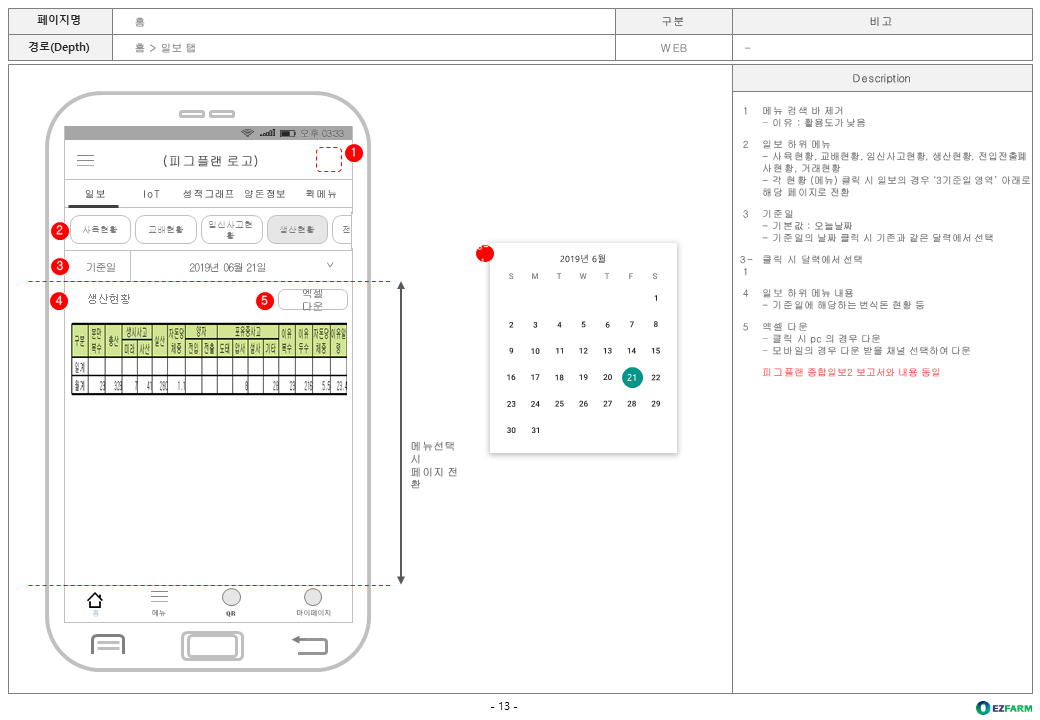 페이지명 홈 구분 비고
경로(Depth) 홈 > 일보 탭 WEB -
Description
오후 03:33
(피그플랜 로고) 1
일보 IoT 성적그래프 양돈정보 퀵메뉴
2 사육현황 교배현황 임신사고현황 생산현황 전
3 기준일 2019년 06월 21일
4 생산현황 5 엑셀
다운
구분 분만 총산 생시사고 실산 자돈당 양자 포유중사고 이유 이유 자돈당 이유일
복수 미라 사산 체중 전입 전출 도태 압사 설사 기타 복수 두수 체중 령
일계
월계 23 328 7 41 280 1.1 8 28 23 216 5.5 23.4
메뉴선택
시
페이지 전
환
홈 메뉴 QR 마이페이지
2019년 6월
S M T W T F S
1
2 3 4 5 6 7 8
9 10 11 12 13 14 15
16 17 18 19 20 21 22
23 24 25 26 27 28 29
30 31
1 메뉴 검색 바 제거
- 이유 : 활용도가 낮음
2 일보 하위 메뉴
- 사육현황, 교배현황, 임신사고현황, 생산현황, 전입전출폐
사현황, 거래현황
- 각 현황 (메뉴) 클릭 시 일보의 경우 ‘3기준일 영역’ 아래로
해당 페이지로 전환
3 기준일
- 기본값 : 오늘날짜
- 기준일의 날짜 클릭 시 기존과 같은 달력에서 선택
3- 클릭 시 달력에서 선택
1
4 일보 하위 메뉴 내용
- 기준일에 해당하는 번식돈 현황 등
5 엑셀 다운
- 클릭 시 pc 의 경우 다운
- 모바일의 경우 다운 받을 채널 선택하여 다운
피그플랜 종합일보2 보고서와 내용 동일
- 13 -
EZFARM